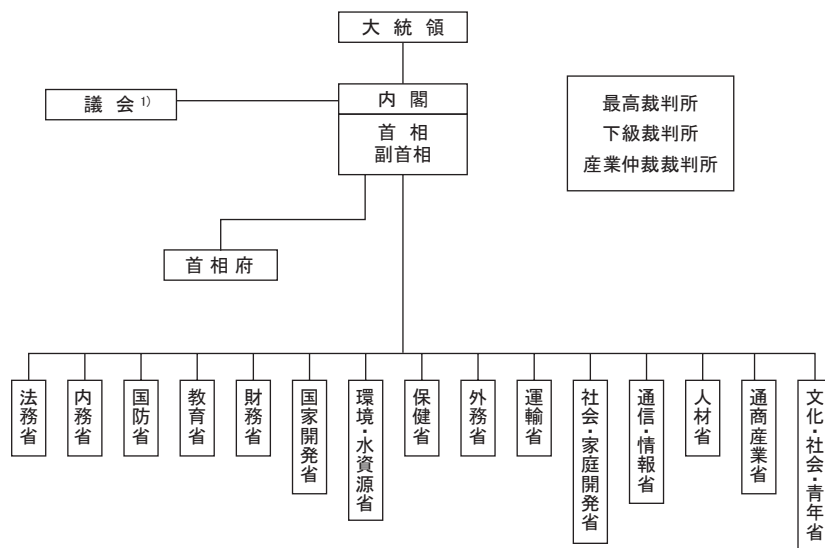 大統領
議会 1)
内閣
首相
副首相
最高裁判所
下級裁判所
産業仲裁裁判所
首相府
法務省
内務省
国防省
教育省
財務省
国家開発省
環境・水資源省
保健省
外務省
運輸省
社会・家庭開発省
通信・情報省
人材省
通商産業省
文化・社会・青年省